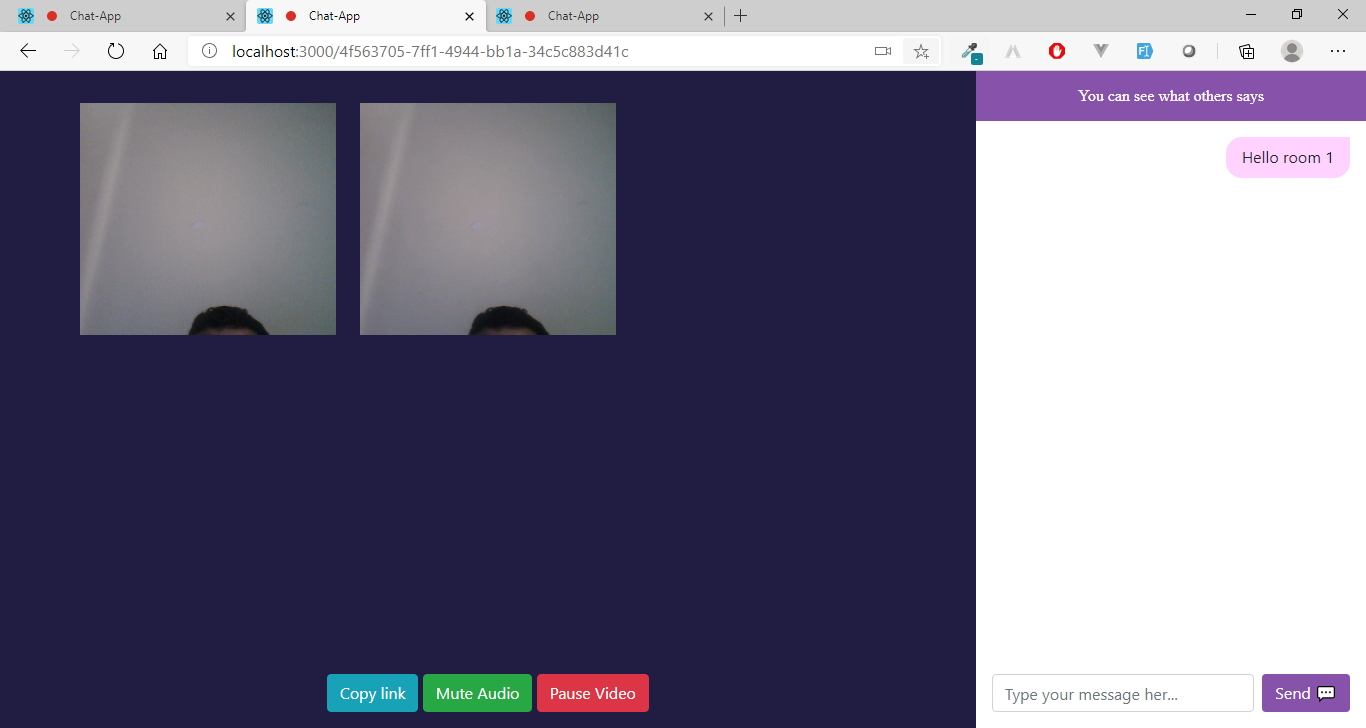 Chat-App
Chat-App
Chat-App
localhost:3000/4f563705-7ff1-4944-bb1a-34c5c883d41c
You can see what others says
Hello room 1
Copy link
Mute Audio
Pause Video
Type your message her...
Send